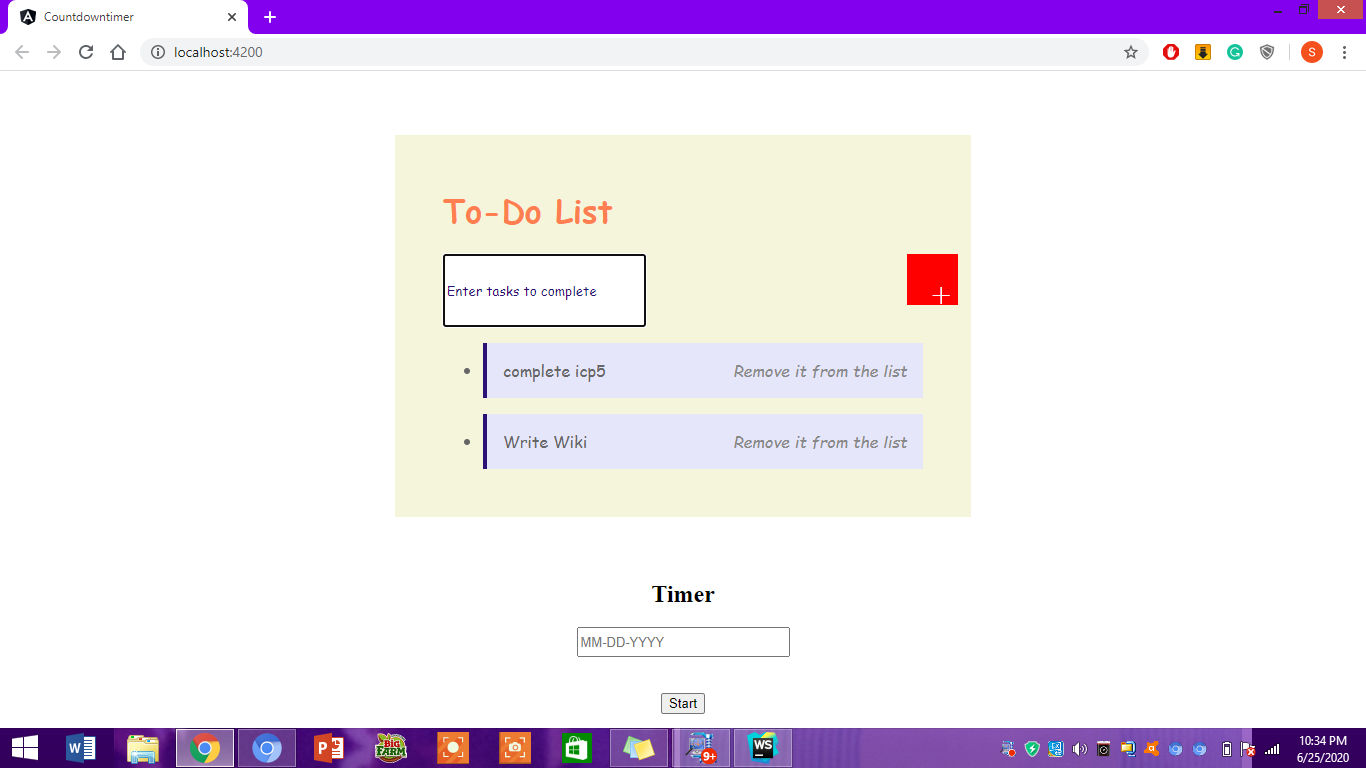 Countdowntimer
localhost:4200
S
To-Do List
Enter tasks to complete
complete icp5 Remove it from the list
Write Wiki Remove it from the list
Timer
MM-DD-YYYY
Start
BIG
FARM
9+
WS
10:34 PM
6/25/2020